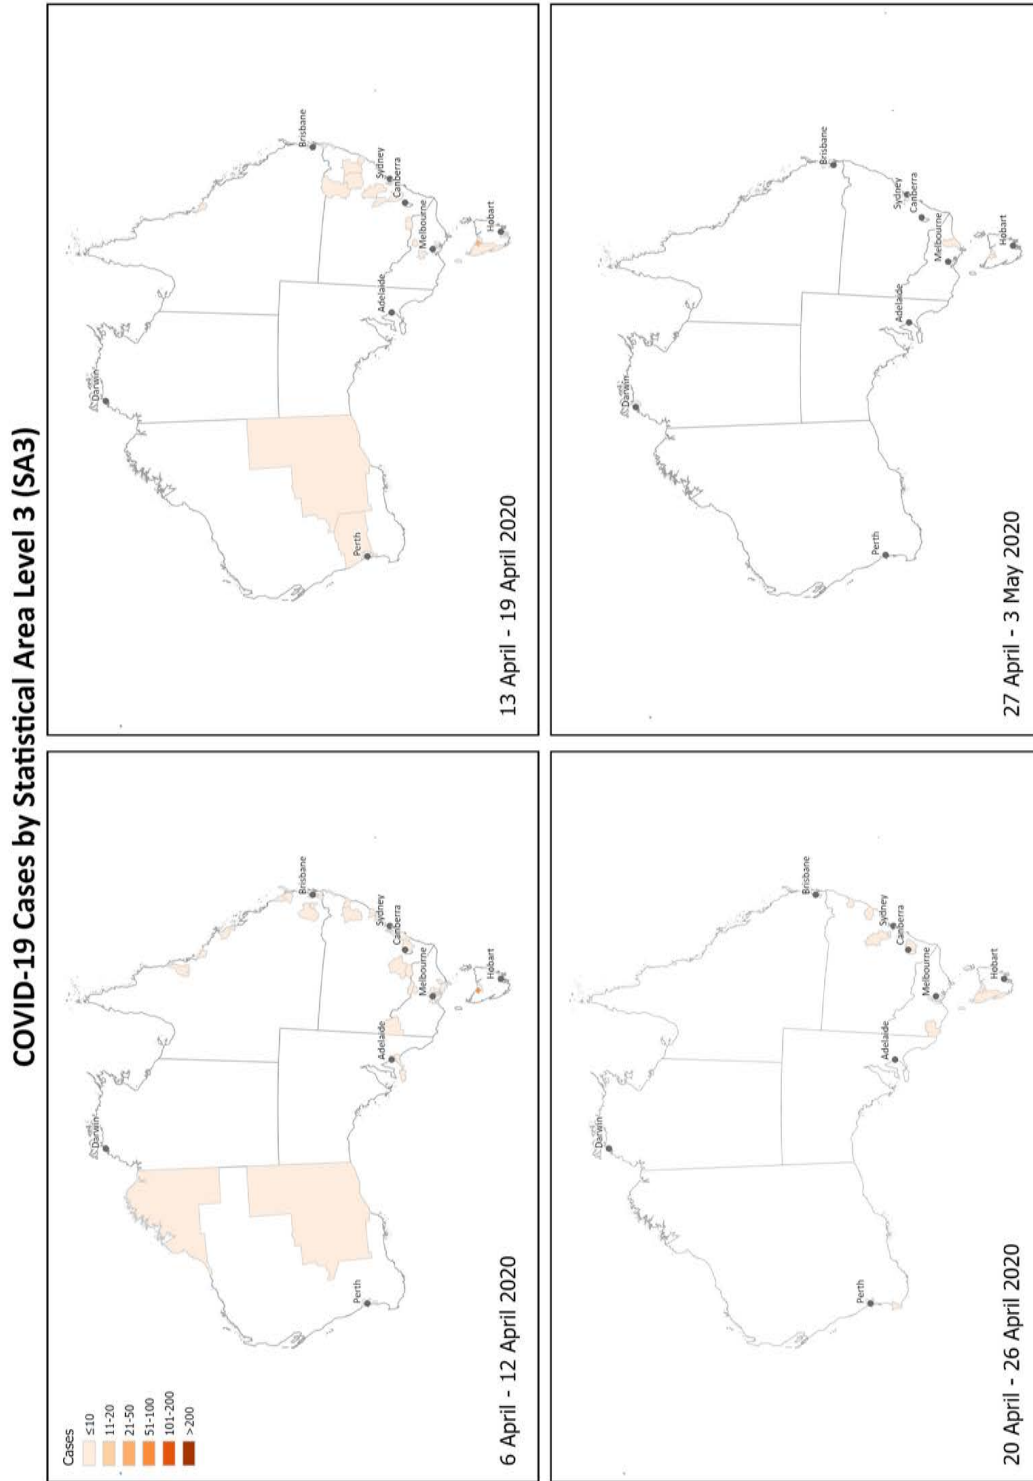 COVID-19 Cases by Statistical Area Level 3 (SA3)
Cases
≤10
11-20
21-50
51-100
101-200
>200
Darwin
Brisbane
Perth
Adelaide
Sydney
Canberra
Melbourne
Hobart
6 April - 12 April 2020
Darwin
Brisbane
Perth
Adelaide
Sydney
Canberra
Melbourne
Hobart
13 April - 19 April 2020
Darwin
Brisbane
Perth
Adelaide
Sydney
Canberra
Melbourne
Hobart
20 April - 26 April 2020
Darwin
Brisbane
Perth
Adelaide
Sydney
Canberra
Melbourne
Hobart
27 April - 3 May 2020